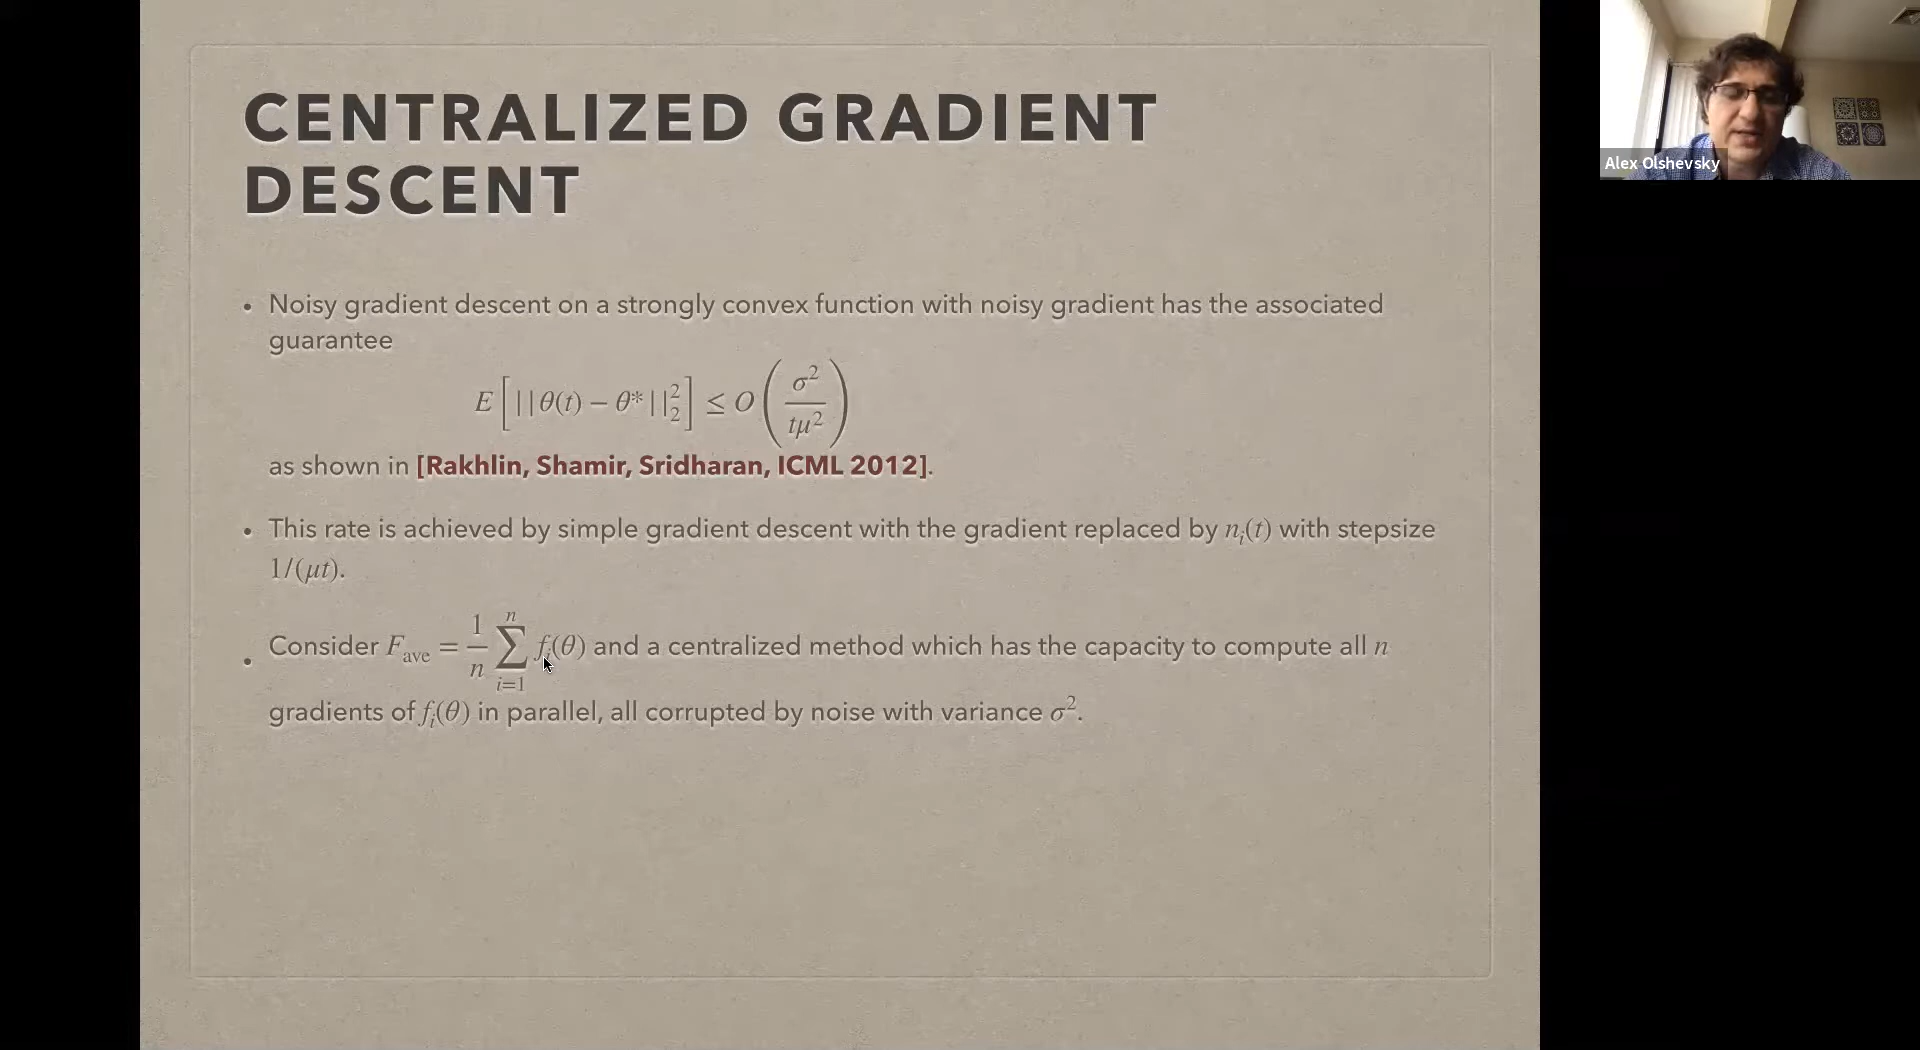 CENTRALIZED GRADIENT
DESCENT
• Noisy gradient descent on a strongly convex function with noisy gradient has the associated
guarantee
E[||θ(t) − θ*||₂²] ≤ O(σ²/(tμ²))
as shown in [Rakhlin, Shamir, Sridharan, ICML 2012].
• This rate is achieved by simple gradient descent with the gradient replaced by nᵢ(t) with stepsize
1/(μt).
• Consider F_ave = 1/n ∑_{i=1}^{n} fᵢ(θ) and a centralized method which has the capacity to compute all n
gradients of fᵢ(θ) in parallel, all corrupted by noise with variance σ².
Alex Olshevsky